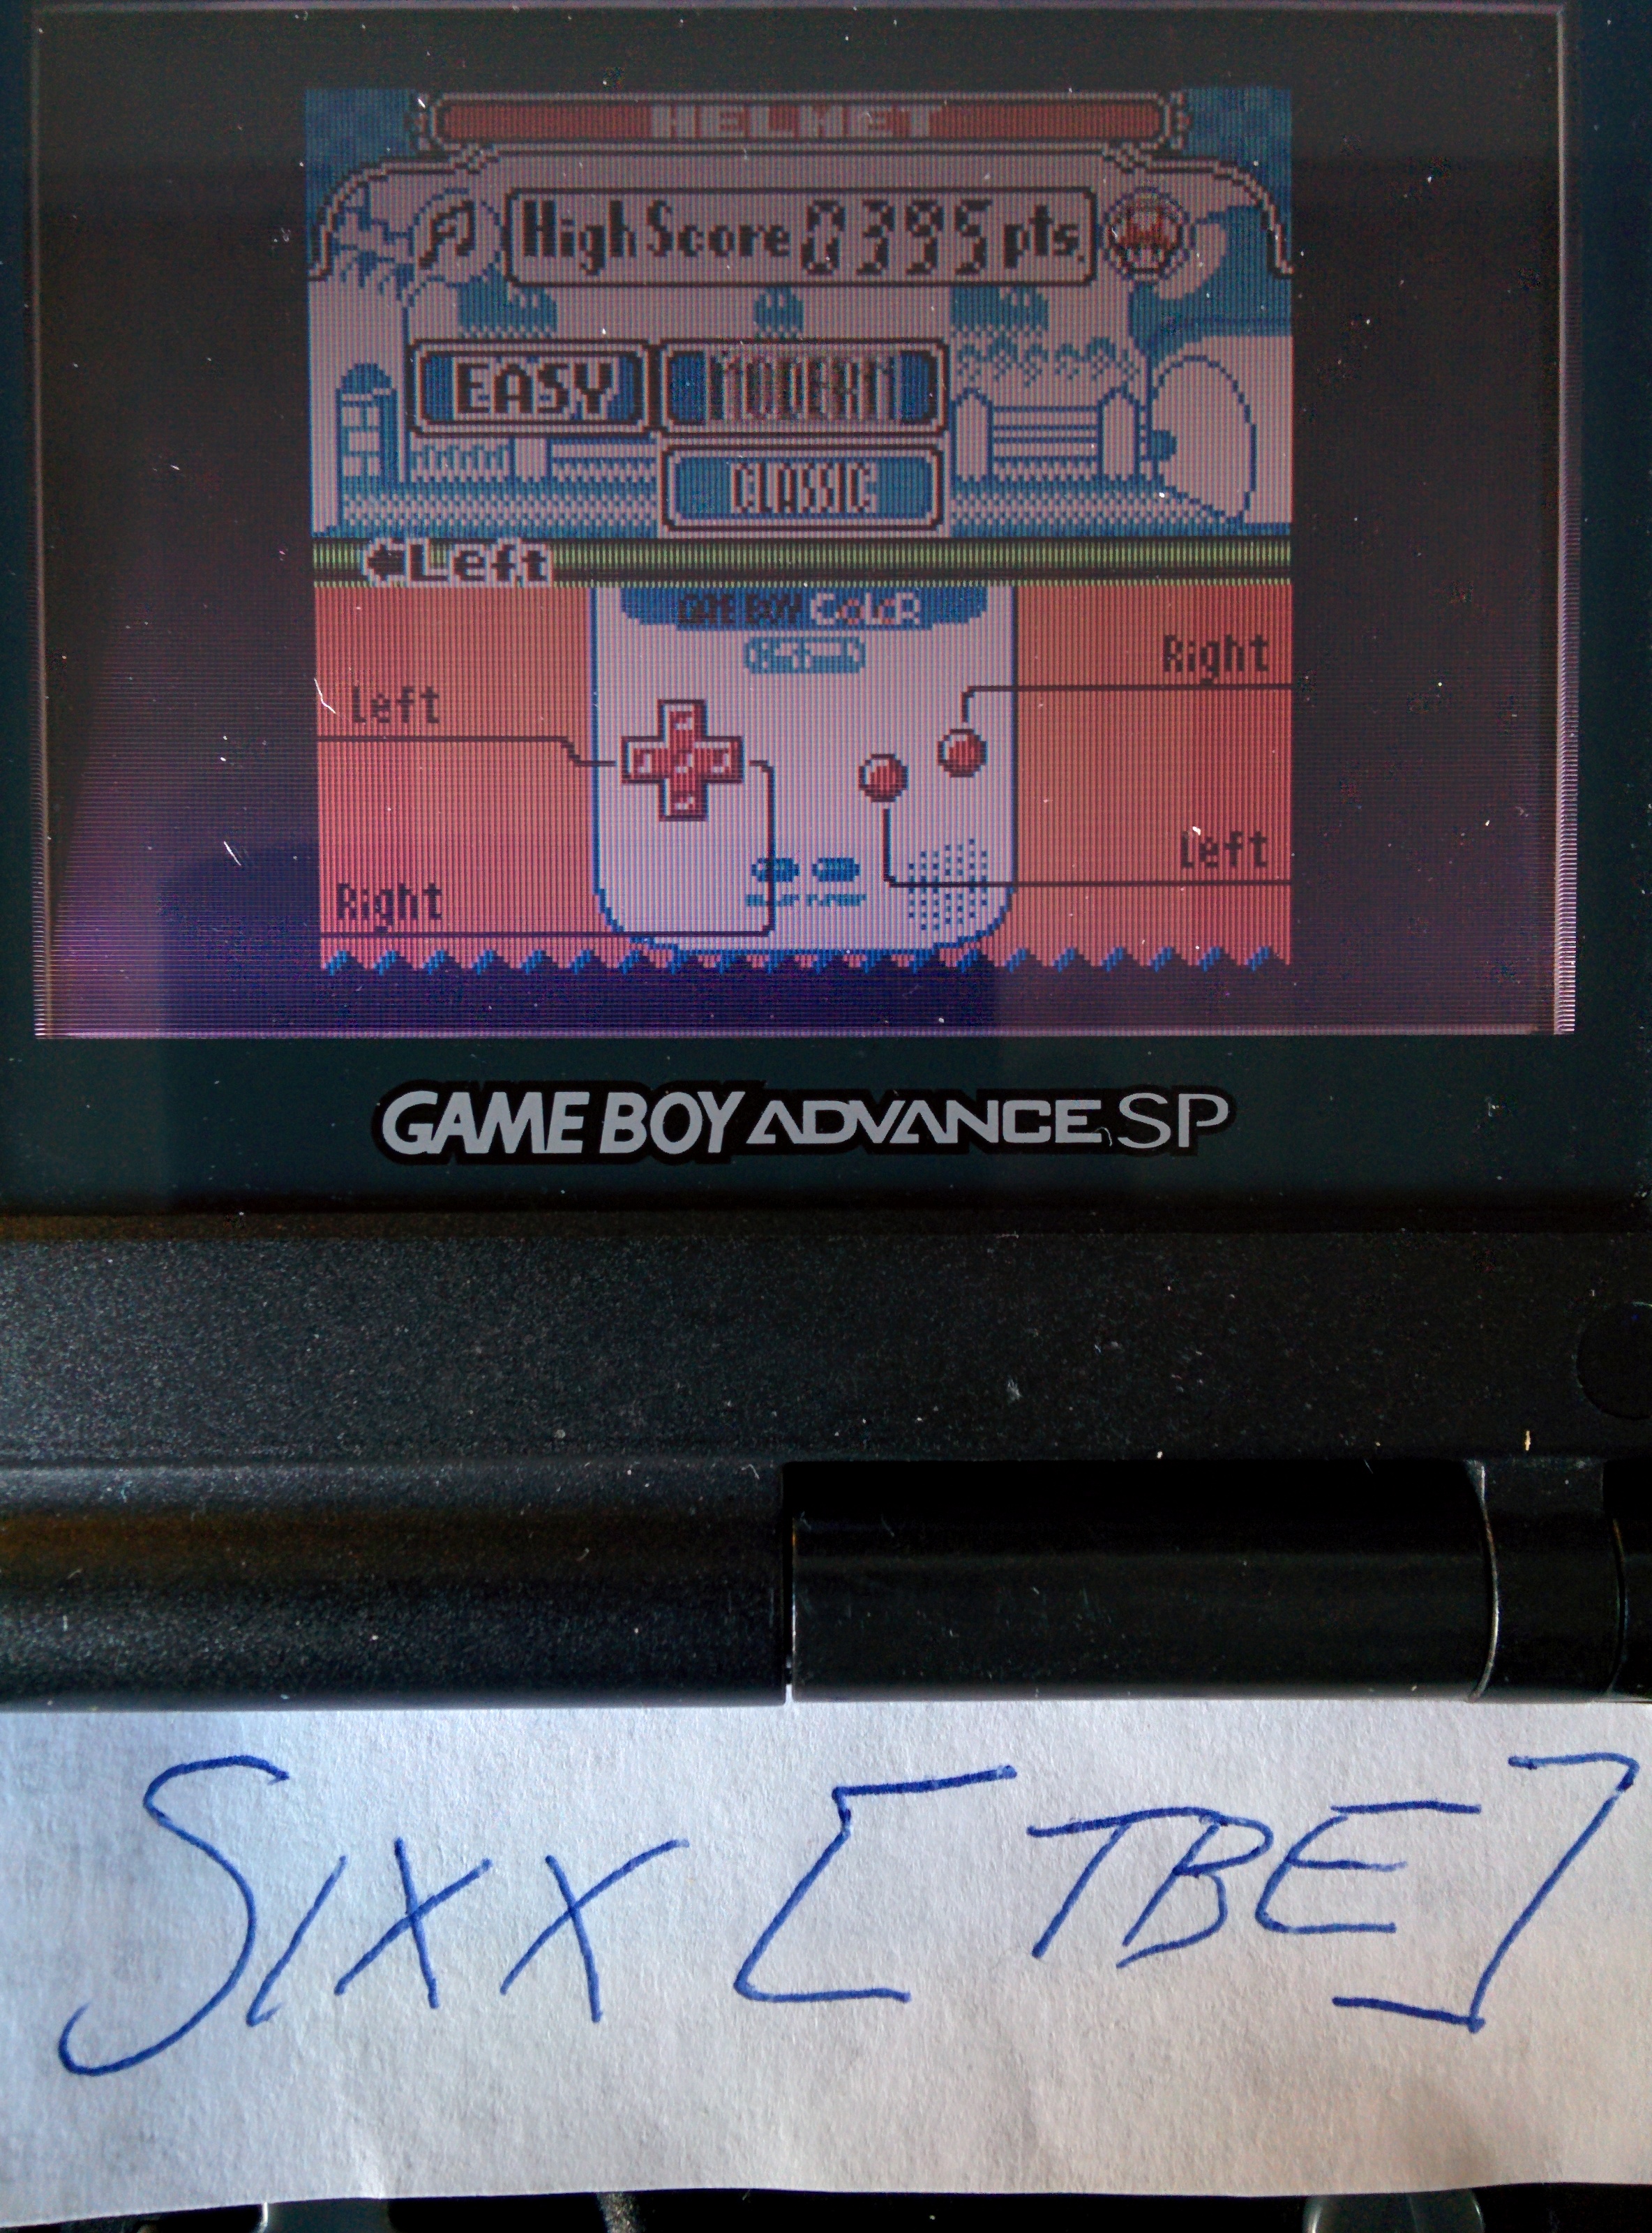 HELMET
High Score 0395 pts.
EASY MODERN
CLASSIC
Left
GAME BOY COLOR
Right
Left
Left
Right
GAME BOY ADVANCE SP
SIXX [TBE]